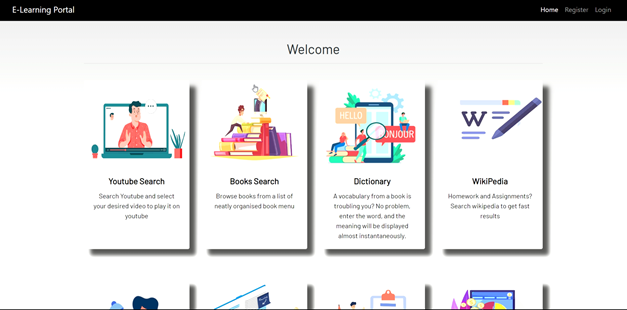 E-Learning Portal
Home Register Login
Welcome
HELLO
BONJOUR
W
Youtube Search
Search Youtube and select
your desired video to play it on
youtube
Books Search
Browse books from a list of
neatly organised book menu
Dictionary
A vocabulary from a book is
troubling you? No problem,
enter the word, and the
meaning will be displayed
almost instantaneously.
WikiPedia
Homework and Assignments?
Search wikipedia to get fast
results